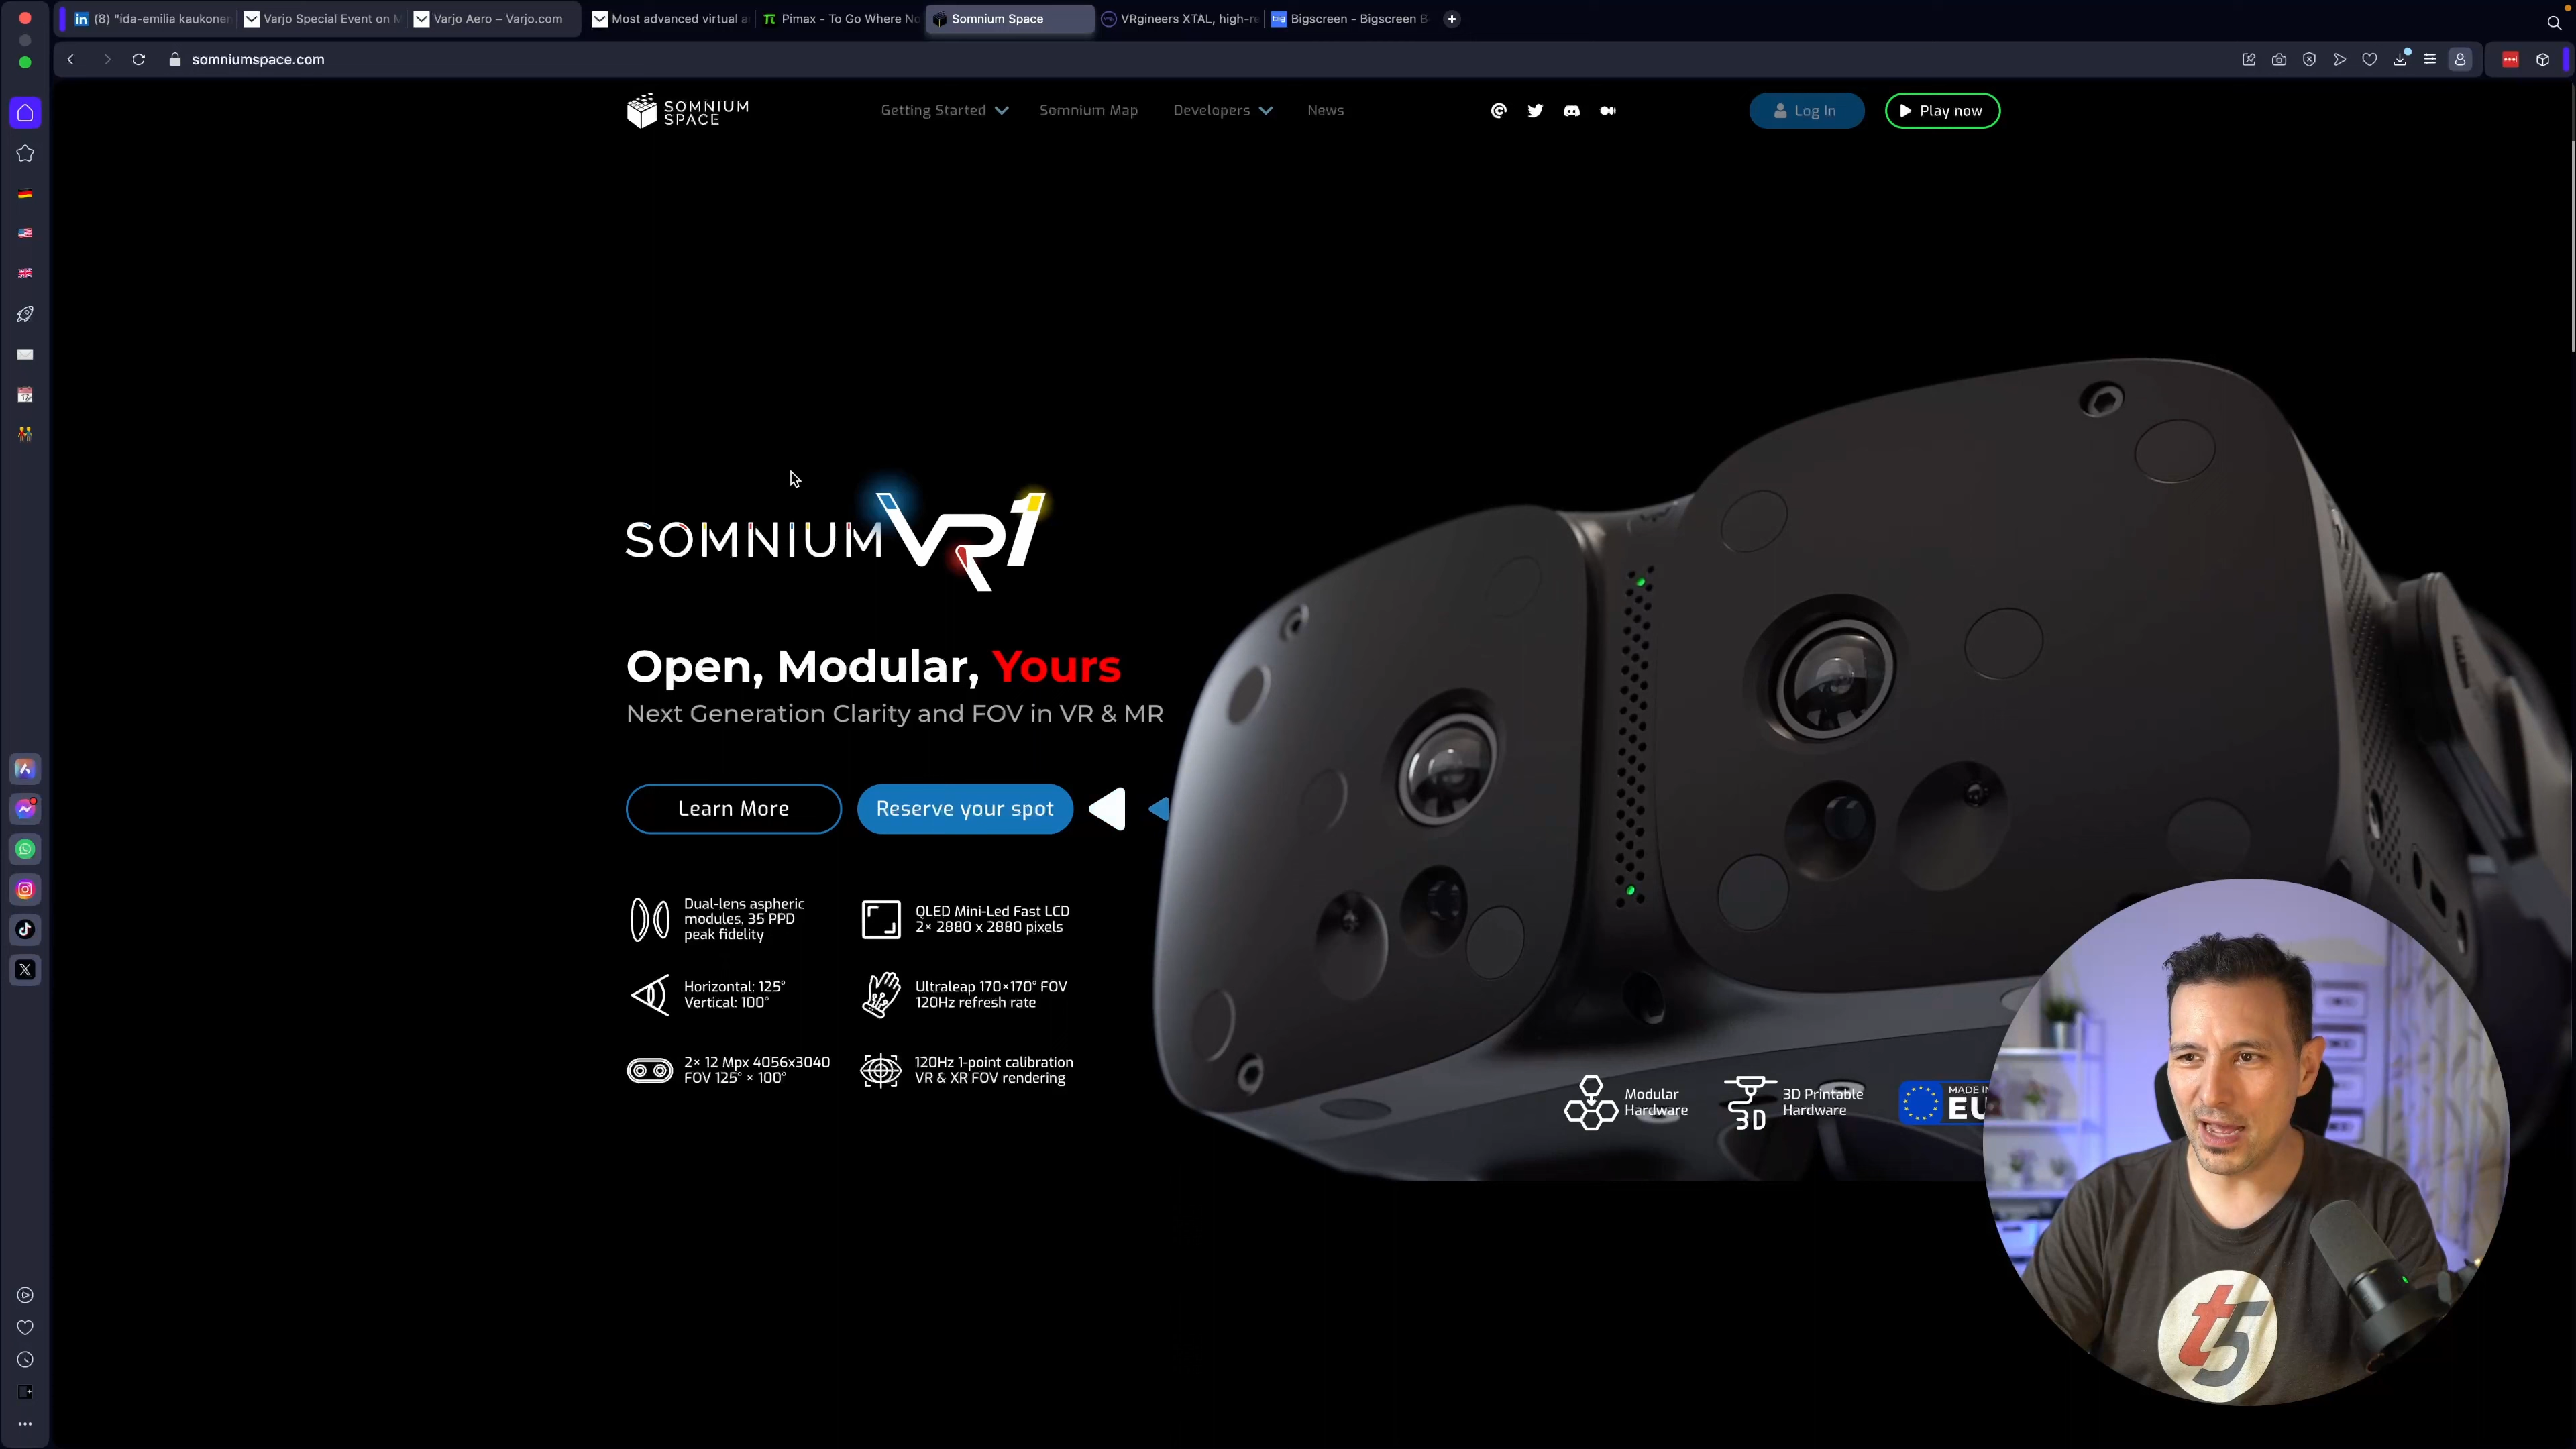 (8) "ida-emilia kaukonen
Varjo Special Event on M
Varjo Aero – Varjo.com
Most advanced virtual a
Pimax - To Go Where No
Somnium Space
VRgineers XTAL, high-re
Bigscreen - Bigscreen B
somniumspace.com
SOMNIUM
SPACE
Getting Started
Somnium Map
Developers
News
Log In
Play now
SOMNIUM VR1
Open, Modular, Yours
Next Generation Clarity and FOV in VR & MR
Learn More
Reserve your spot
Dual-lens aspheric
modules, 35 PPD
peak fidelity
QLED Mini-Led Fast LCD
2× 2880 x 2880 pixels
Horizontal: 125°
Vertical: 100°
Ultraleap 170×170° FOV
120Hz refresh rate
2× 12 Mpx 4056x3040
FOV 125° × 100°
120Hz 1-point calibration
VR & XR FOV rendering
Modular
Hardware
3D
3D Printable
Hardware
MADE IN
EU
t5